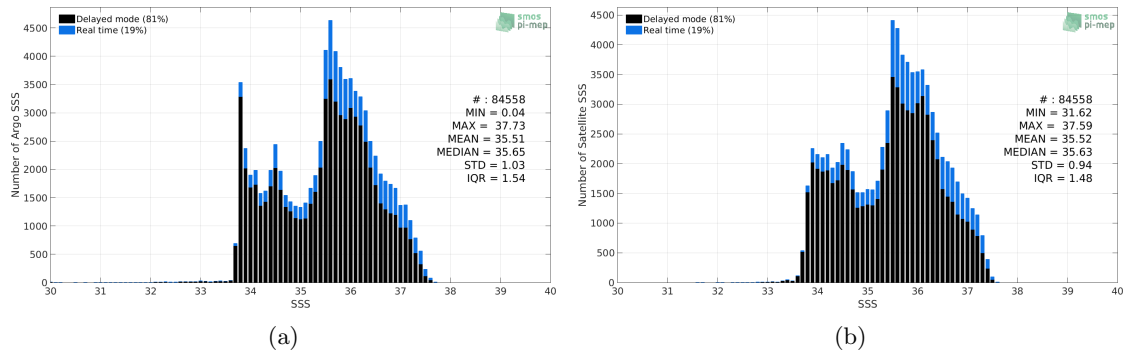 Delayed mode (81%)
Real time (19%)
smos
pi-mep
Number of Argo SSS
4500
4000
3500
3000
2500
2000
1500
1000
500
0
# : 84558
MIN = 0.04
MAX = 37.73
MEAN = 35.51
MEDIAN = 35.65
STD = 1.03
IQR = 1.54
30 31 32 33 34 35 36 37 38 39 40
SSS
(a)
Delayed mode (81%)
Real time (19%)
smos
pi-mep
Number of Satellite SSS
4500
4000
3500
3000
2500
2000
1500
1000
500
0
# : 84558
MIN = 31.62
MAX = 37.59
MEAN = 35.52
MEDIAN = 35.63
STD = 0.94
IQR = 1.48
30 31 32 33 34 35 36 37 38 39 40
SSS
(b)